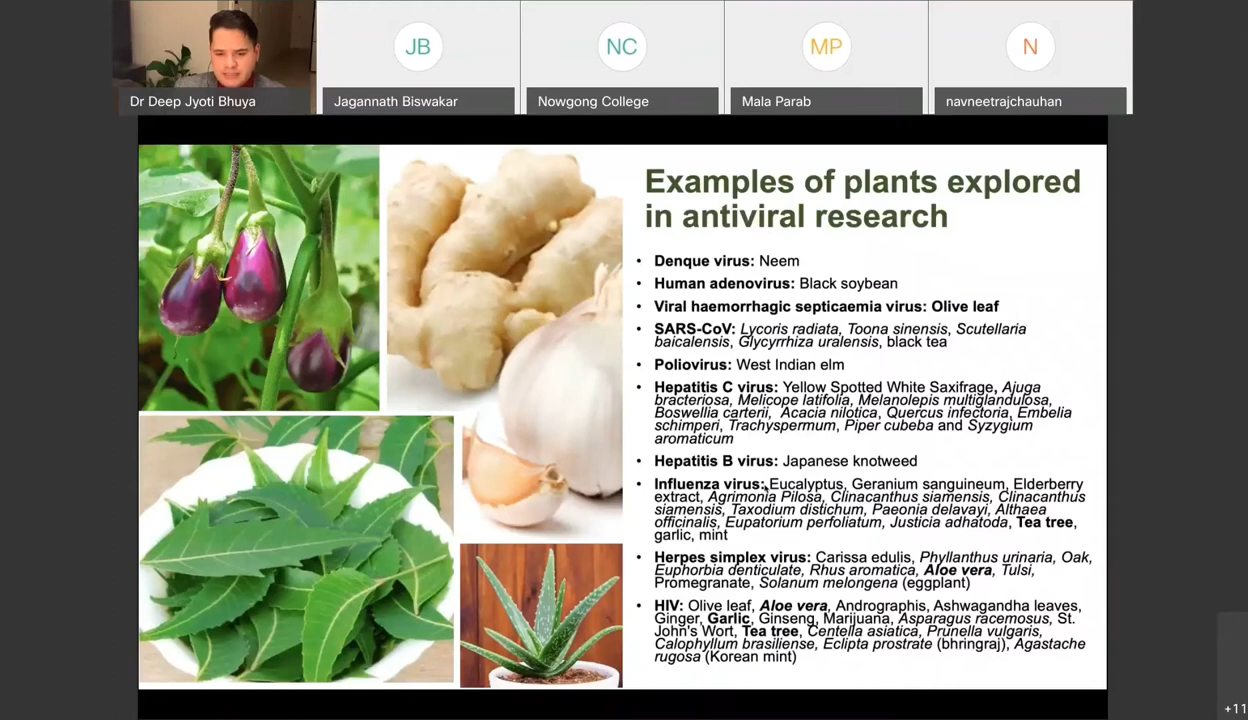 JB
NC
MP
N
Dr Deep Jyoti Bhuya
Jagannath Biswakar
Nowgong College
Mala Parab
navneetrajchauhan
Examples of plants explored
in antiviral research
• Denque virus: Neem
• Human adenovirus: Black soybean
• Viral haemorrhagic septicaemia virus: Olive leaf
• SARS-CoV: Lycoris radiata, Toona sinensis, Scutellaria
baicalensis, Glycyrrhiza uralensis, black tea
• Poliovirus: West Indian elm
• Hepatitis C virus: Yellow Spotted White Saxifrage, Ajuga
bracteriosa, Melicope latifolia, Melanolepis multiglandulosa,
Boswellia carterii, Acacia nilotica, Quercus infectoria, Embelia
schimperi, Trachyspermum, Piper cubeba and Syzygium
aromaticum
• Hepatitis B virus: Japanese knotweed
• Influenza virus: Eucalyptus, Geranium sanguineum, Elderberry
extract, Agrimonia Pilosa, Clinacanthus siamensis, Clinacanthus
siamensis, Taxodium distichum, Paeonia delavayi, Althaea
officinalis, Eupatorium perfoliatum, Justicia adhatoda, Tea tree,
garlic, mint
• Herpes simplex virus: Carissa edulis, Phyllanthus urinaria, Oak,
Euphorbia denticulate, Rhus aromatica, Aloe vera, Tulsi,
Promegranate, Solanum melongena (eggplant)
• HIV: Olive leaf, Aloe vera, Andrographis, Ashwagandha leaves,
Ginger, Garlic, Ginseng, Marijuana, Asparagus racemosus, St.
John's Wort, Tea tree, Centella asiatica, Prunella vulgaris,
Calophyllum brasiliense, Eclipta prostrate (bhringraj), Agastache
rugosa (Korean mint)
+11